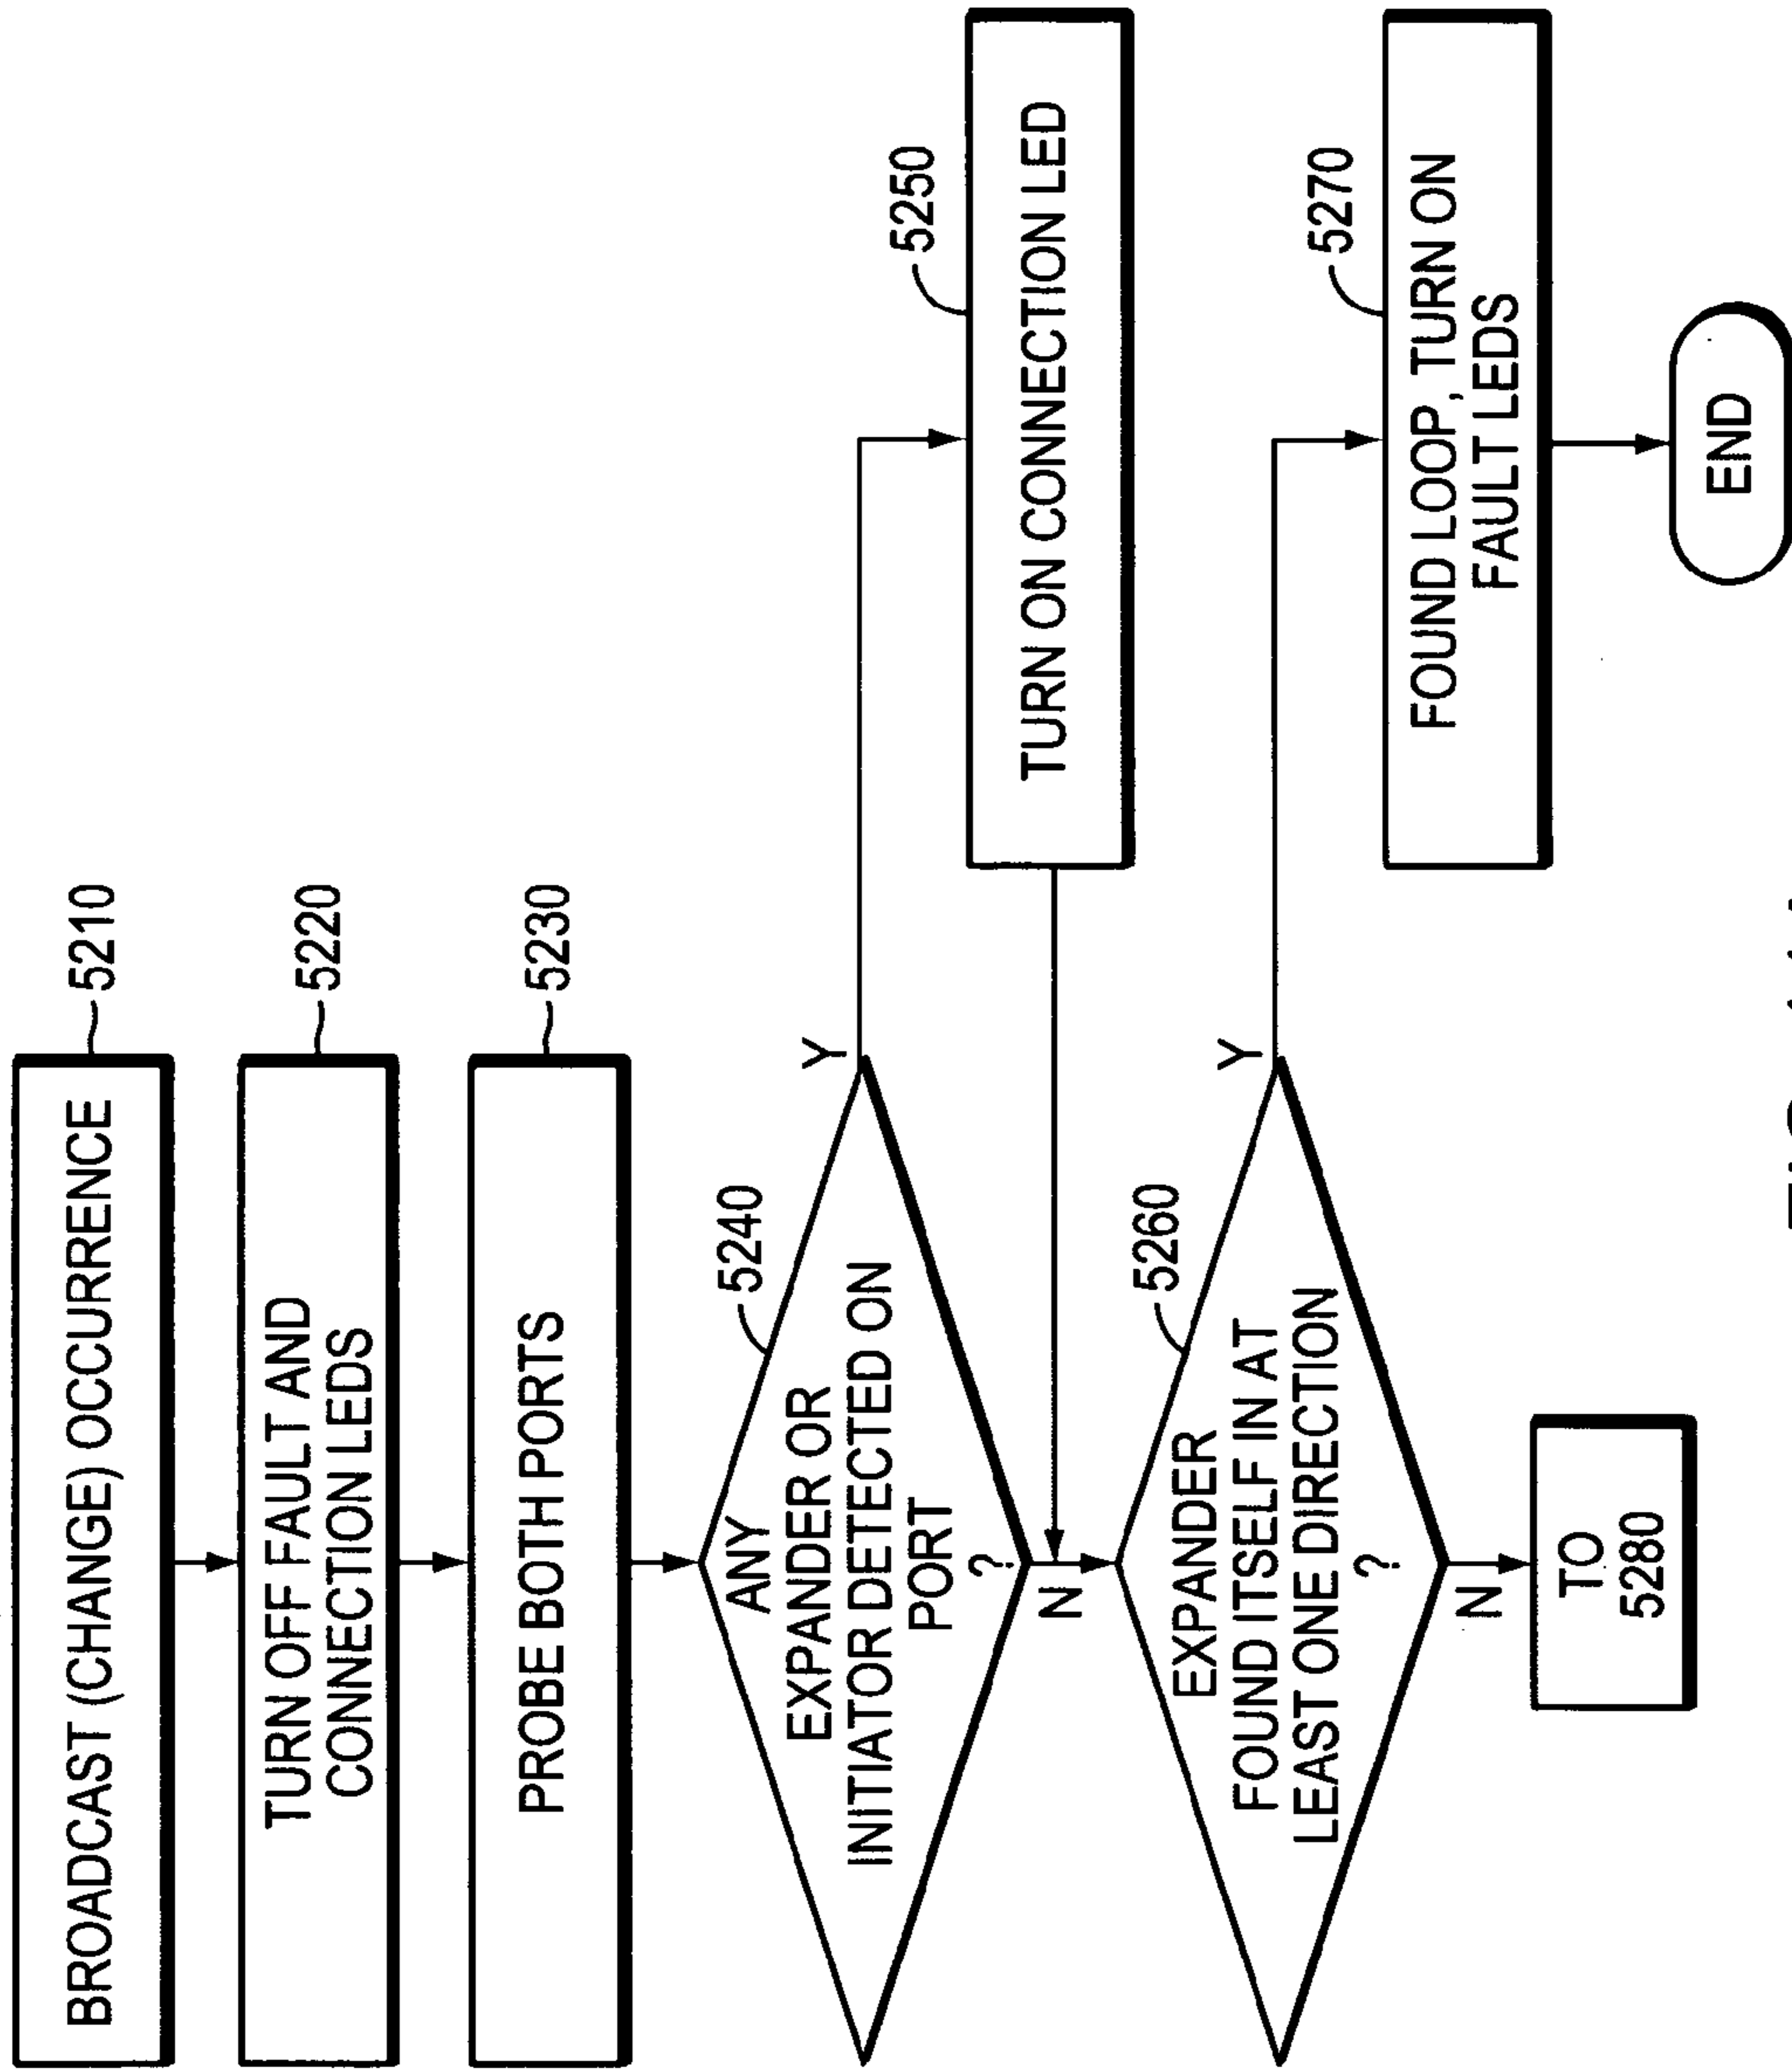 BROADCAST (CHANGE) OCCURRENCE
5210
TURN OFF FAULT AND
CONNECTION LEDS
5220
PROBE BOTH PORTS
5230
ANY
EXPANDER OR
INITIATOR DETECTED ON
PORT
?
5240
Y
N
TURN ON CONNECTION LED
5250
EXPANDER
FOUND ITSELF IN AT
LEAST ONE DIRECTION
?
5260
Y
N
FOUND LOOP, TURN ON
FAULT LEDS
5270
TO
5280
END